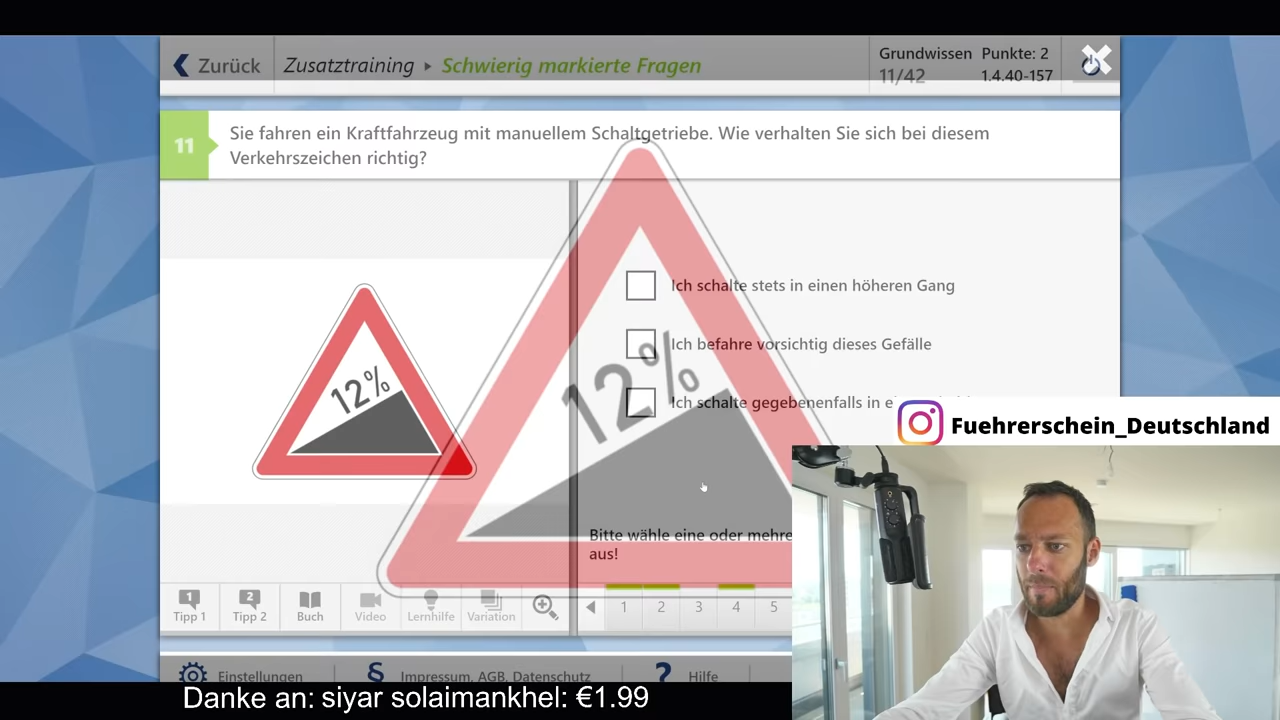 Zurück
Zusatztraining ▸ Schwierig markierte Fragen
Grundwissen Punkte: 2
11/42 1.4.40-157
11
Sie fahren ein Kraftfahrzeug mit manuellem Schaltgetriebe. Wie verhalten Sie sich bei diesem
Verkehrszeichen richtig?
12%
12%
Ich schalte stets in einen höheren Gang
Ich befahre vorsichtig dieses Gefälle
Ich schalte gegebenenfalls in
Fuehrerschein_Deutschland
Bitte wähle eine oder mehre
aus!
1 2
Tipp 1 Tipp 2 Buch Video Lernhilfe Variation
1 2 3 4 5
Einstellungen § Impressum, AGB, Datenschutz ? Hilfe
Danke an: siyar solaimankhel: €1.99